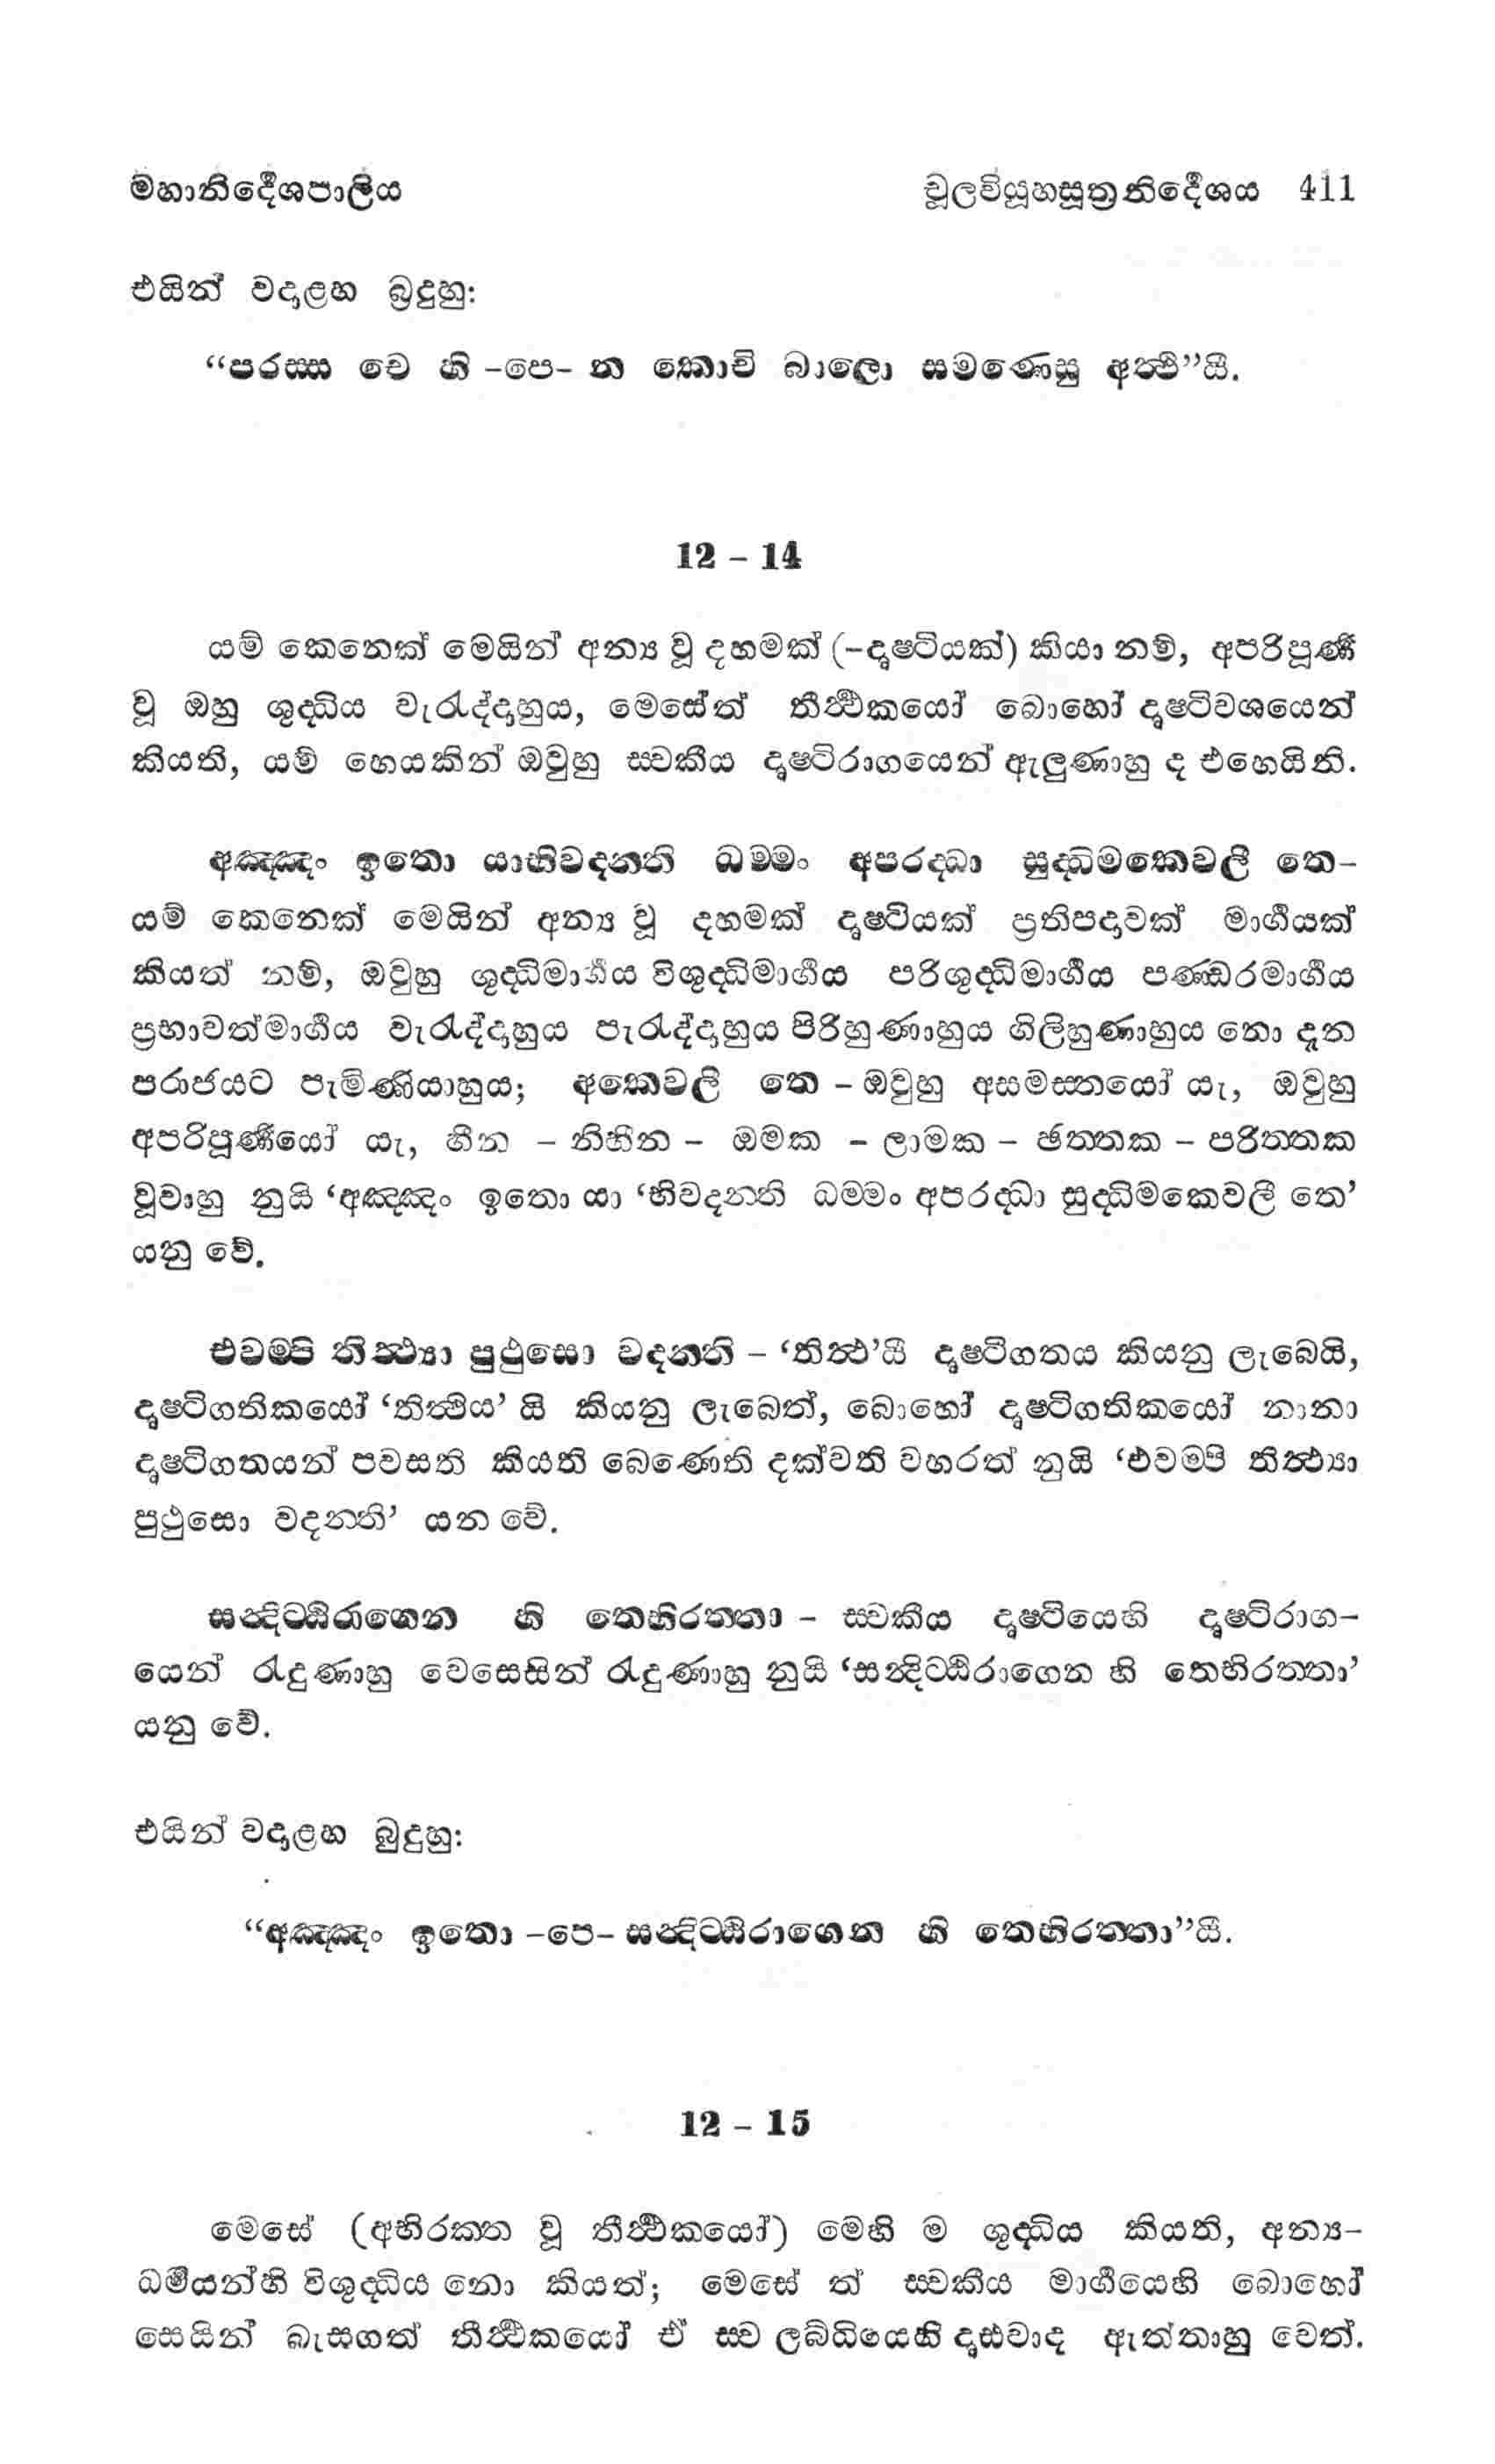 මහානිර්‍දේශපාළිය චූලවියූහසූත්‍රනිර්‍දේශය 411
එයින් වදාළහ බුදුහු:
“පරස්ස චෙ හි -පෙ- න කොචි බාලො සමණෙසු අත්‍ථි”යි.
12 - 14
යම් කෙනෙක් මෙයින් අන්‍ය වූ දහමක් (-දෘෂ්ටියක්) කියා නම්, අපරිපූර්‍ණ
වූ ඔහු ශුද්‍ධිය වැරැද්දාහුය, මෙසේත් තීර්‍ත්‍ථකයෝ බොහෝ දෘෂ්ටිවශයෙන්
කියති, යම් හෙයකින් ඔවුහු ස්වකීය දෘෂ්ටිරාගයෙන් ඇලුණාහු ද එහෙයිනි.
අඤ්ඤං ඉතො යාභිවදන්ති ධම්මං අපරද්‍ධා සුද්‍ධිමකෙවලී තෙ-
යම් කෙනෙක් මෙයින් අන්‍ය වූ දහමක් දෘෂ්ටියක් ප්‍රතිපදාවක් මාර්‍ගයක්
කියත් නම්, ඔවුහු ශුද්‍ධිමාර්‍ගය විශුද්‍ධිමාර්‍ගය පරිශුද්‍ධිමාර්‍ගය පණ්ඩරමාර්‍ගය
ප්‍රභාවත්මාර්‍ගය වැරැද්දාහුය පැරැද්දාහුය පිරිහුණාහුය ගිලිහුණාහුය නො දැන
පරාජයට පැමිණියාහුය; අකෙවලී තෙ - ඔවුහු අසමස්තයෝ යැ, ඔවුහු
අපරිපූර්‍ණයෝ යැ, හීන - නිහීන - ඔමක - ලාමක - ඡත්තක - පරිත්තක
වූවාහු නුයි ‘අඤ්ඤං ඉතො යා ‘භිවදන්ති ධම්මං අපරද්‍ධා සුද්‍ධිමකෙවලී තෙ’
යනු වේ.
එවම්පි තිත්‍ථ්‍යා පුථුසො වදන්ති - ‘තිත්‍ථ’යි දෘෂ්ටිගතය කියනු ලැබෙයි,
දෘෂ්ටිගතිකයෝ ‘තිත්‍ථිය’ යි කියනු ලැබෙත්, බොහෝ දෘෂ්ටිගතිකයෝ නානා
දෘෂ්ටිගතයන් පවසති කියති බෙණෙති දක්වති වහරත් නුයි ‘එවම්පි තිත්‍ථ්‍යා
පුථුසො වදන්ති’ යන වේ.
සන්‍දිට්ඨිරාගෙන හි තෙභිරත්තා - ස්වකීය දෘෂ්ටියෙහි දෘෂ්ටිරාග-
යෙන් රැඳුණාහු වෙසෙසින් රැඳුණාහු නුයි ‘සන්‍දිට්ඨිරාගෙන හි තෙභිරත්තා’
යනු වේ.
එයින් වදාළහ බුදුහු:
“අඤ්ඤං ඉතො -පෙ- සන්‍දිට්ඨිරාගෙන හි තෙභිරත්තා”යි.
12 - 15
මෙසේ (අභිරක්ත වූ තීර්‍ත්‍ථකයෝ) මෙහි ම ශුද්‍ධිය කියති, අන්‍ය-
ධර්‍මයන්හි විශුද්‍ධිය නො කියත්; මෙසේ ත් ස්වකීය මාර්‍ගයෙහි බොහෝ
සෙයින් බැසගත් තීර්‍ත්‍ථකයෝ ඒ ස්ව ලබ්ධියෙහි දෘඪවාද ඇත්තාහු වෙත්.